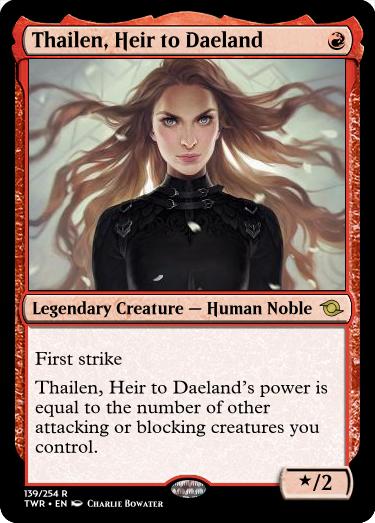 Thailen, Heir to Daeland
Legendary Creature — Human Noble
First strike
Thailen, Heir to Daeland's power is
equal to the number of other
attacking or blocking creatures you
control.
★/2
139/254 R
TWR • EN Charlie Bowater